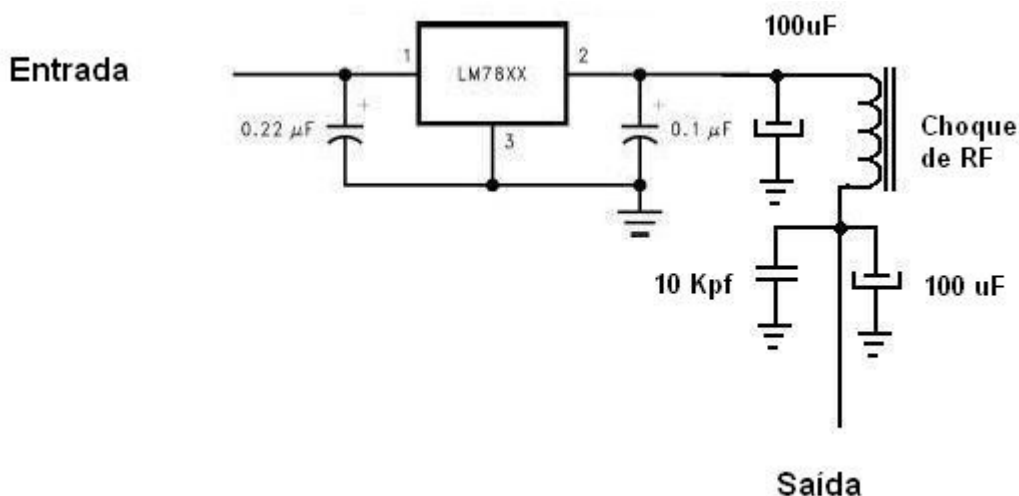 100uF
Entrada
1
LM78XX
2
0.22 µF
+
3
+
0.1 µF
Choque
de RF
10 Kpf
100 uF
Saída